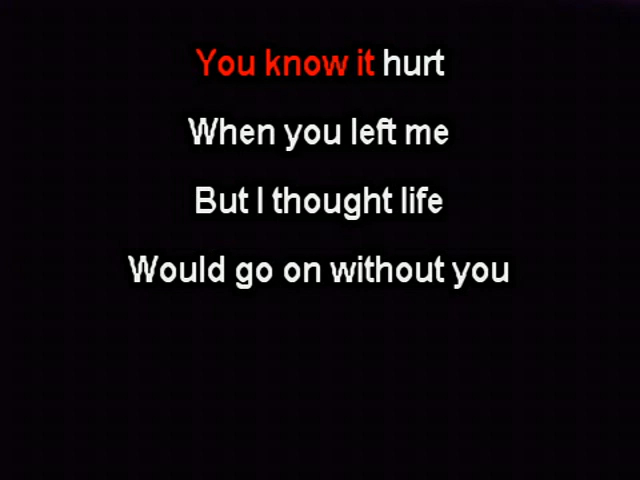 You know it hurt
When you left me
But I thought life
Would go on without you